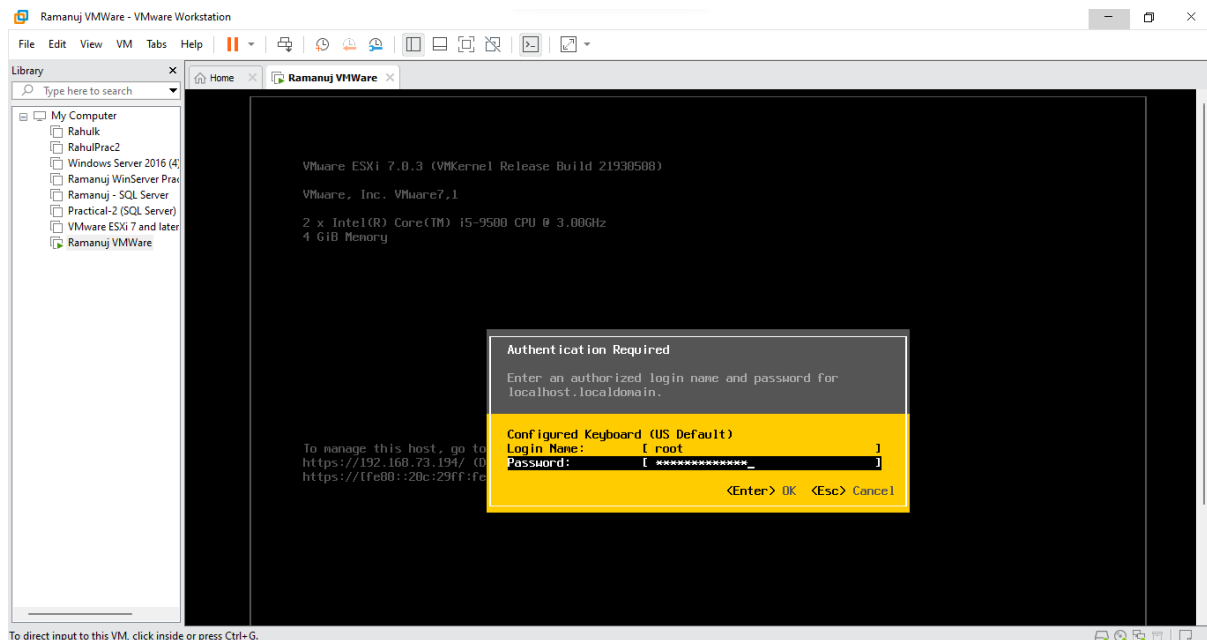 Ramanuj VMWare - VMware Workstation
File Edit View VM Tabs Help
Library
Type here to search
My Computer
Rahulk
RahulPrac2
Windows Server 2016 (4)
Ramanuj WinServer Prac
Ramanuj - SQL Server
Practical-2 (SQL Server)
VMware ESXi 7 and later
Ramanuj VMWare
Home
Ramanuj VMWare
VMware ESXi 7.0.3 (VMKernel Release Build 21930508)
VMware, Inc. VMware7,1
2 x Intel(R) Core(TM) i5-9500 CPU @ 3.00GHz
4 GiB Memory
Authentication Required
Enter an authorized login name and password for
localhost.localdomain.
Configured Keyboard (US Default)
Login Name: [ root ]
Password: [ *************_ ]
<Enter> OK <Esc> Cancel
To manage this host, go to
https://192.168.73.194/ (D
https://[fe80::20c:29ff:fe
To direct input to this VM, click inside or press Ctrl+G.